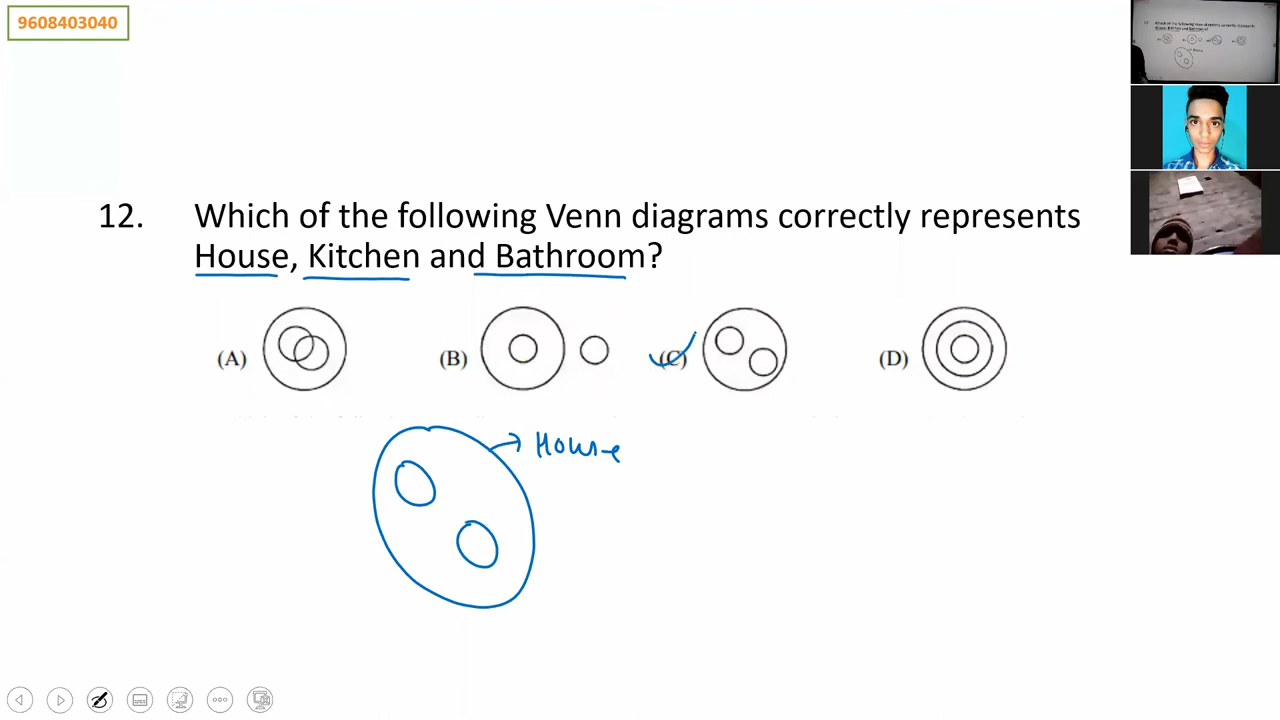 9608403040
12. Which of the following Venn diagrams correctly represents
House, Kitchen and Bathroom?
(A) (B) (C) (D)
House